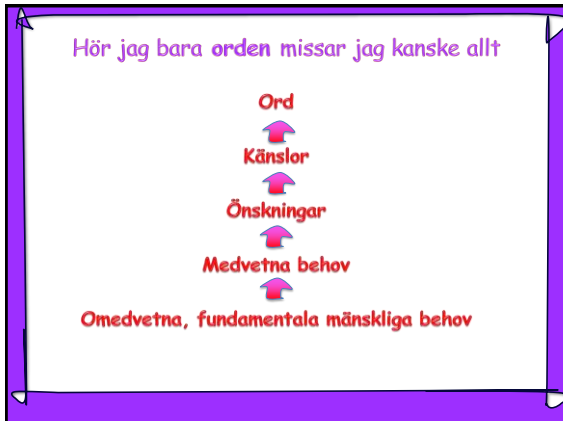 Hör jag bara orden missar jag kanske allt
Ord
Känslor
Önskningar
Medvetna behov
Omedvetna, fundamentala mänskliga behov